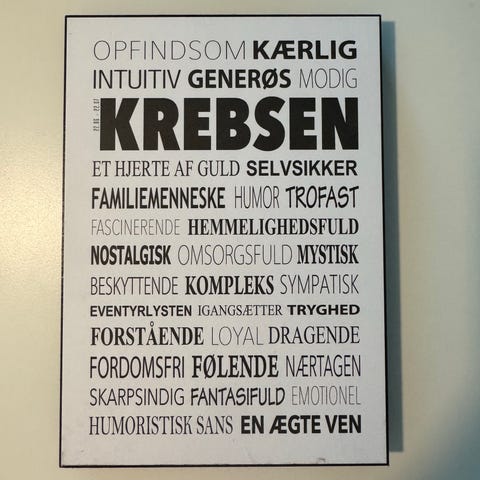 OPFINDSOM KÆRLIG
INTUITIV GENERØS MODIG
22.06 - 22.07
KREBSEN
ET HJERTE AF GULD SELVSIKKER
FAMILIEMENNESKE HUMOR TROFAST
FASCINERENDE HEMMELIGHEDSFULD
NOSTALGISK OMSORGSFULD MYSTISK
BESKYTTENDE KOMPLEKS SYMPATISK
EVENTYRLYSTEN IGANGSÆTTER TRYGHED
FORSTÅENDE LOYAL DRAGENDE
FORDOMSFRI FØLENDE NÆRTAGEN
SKARPSINDIG FANTASIFULD EMOTIONEL
HUMORISTISK SANS EN ÆGTE VEN